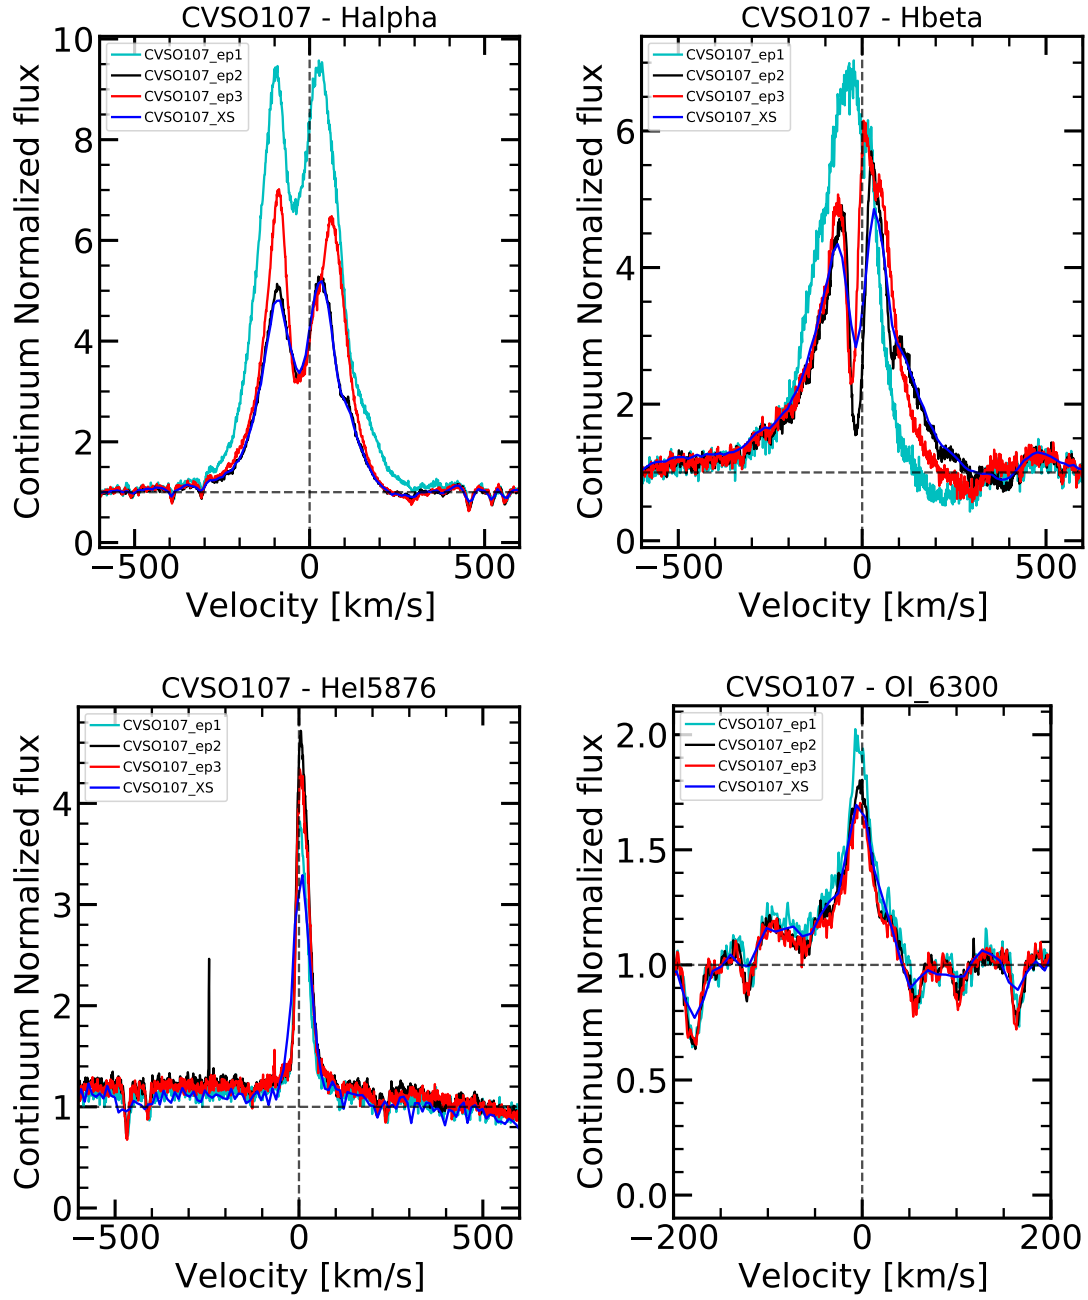 CVSO107 - Halpha
CVSO107_ep1
CVSO107_ep2
CVSO107_ep3
CVSO107_XS
Continuum Normalized flux
10
8
6
4
2
0
−500
0
500
Velocity [km/s]
CVSO107 - Hbeta
CVSO107_ep1
CVSO107_ep2
CVSO107_ep3
CVSO107_XS
Continuum Normalized flux
6
4
2
0
−500
0
500
Velocity [km/s]
CVSO107 - HeI5876
CVSO107_ep1
CVSO107_ep2
CVSO107_ep3
CVSO107_XS
Continuum Normalized flux
4
3
2
1
0
−500
0
500
Velocity [km/s]
CVSO107 - OI_6300
CVSO107_ep1
CVSO107_ep2
CVSO107_ep3
CVSO107_XS
Continuum Normalized flux
2.0
1.5
1.0
0.5
0.0
−200
0
200
Velocity [km/s]